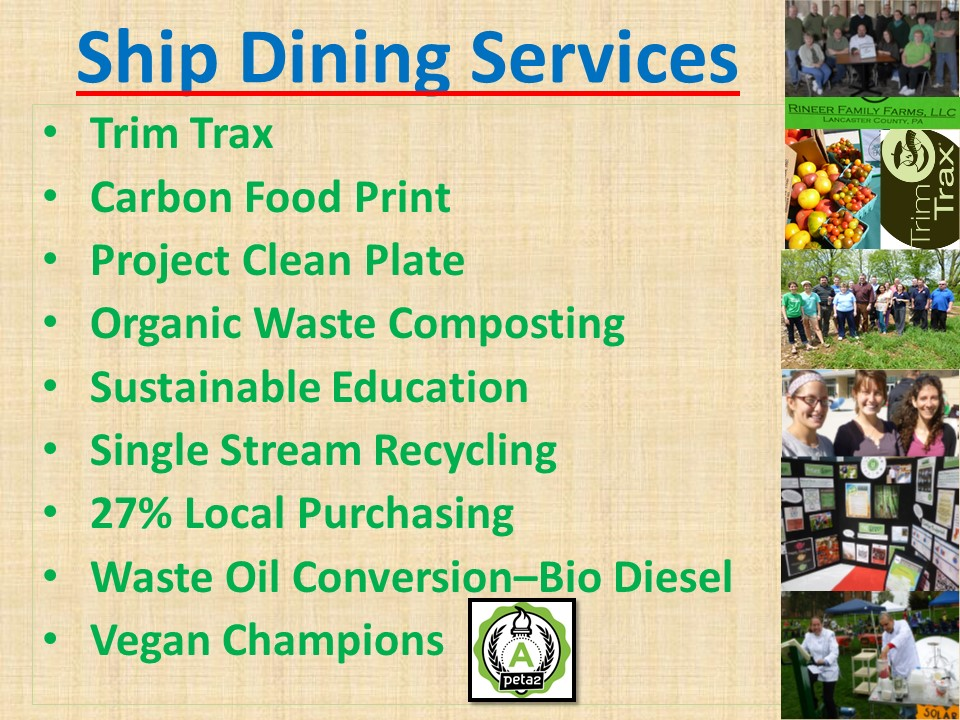 Ship Dining Services
• Trim Trax
• Carbon Food Print
• Project Clean Plate
• Organic Waste Composting
• Sustainable Education
• Single Stream Recycling
• 27% Local Purchasing
• Waste Oil Conversion–Bio Diesel
• Vegan Champions
A
peta2
RINEER FAMILY FARMS, LLC
LANCASTER COUNTY, PA
Trim
Trax
SOLAR